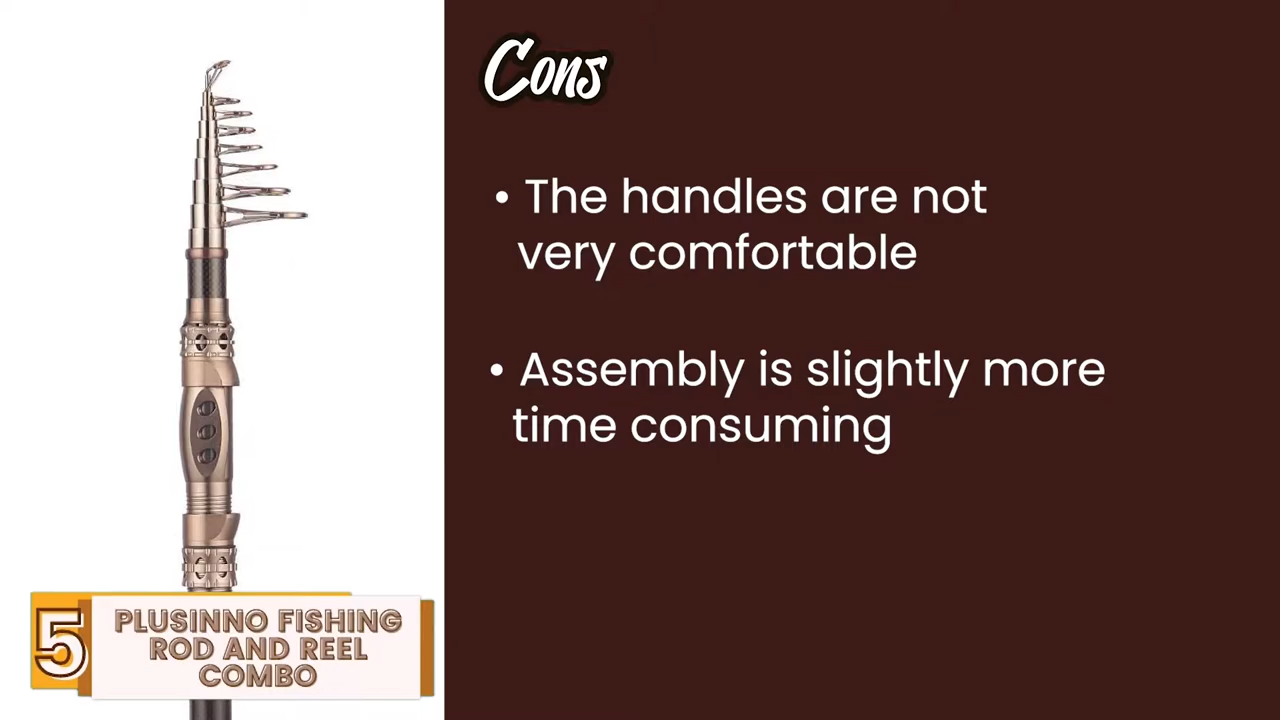 Cons
• The handles are not
very comfortable
• Assembly is slightly more
time consuming
5
PLUSINNO FISHING
ROD AND REEL
COMBO